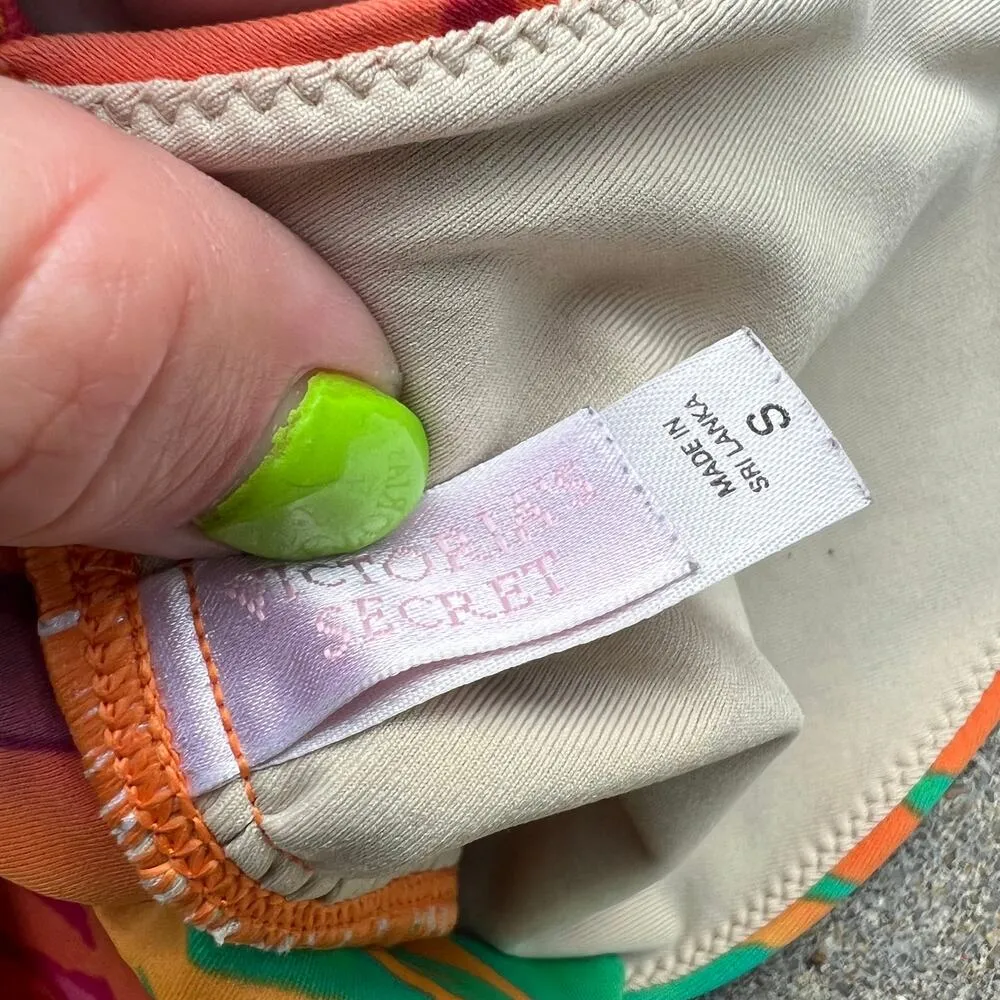 VICTORIA'S
SECRET
S
MADE IN
SRI LANKA